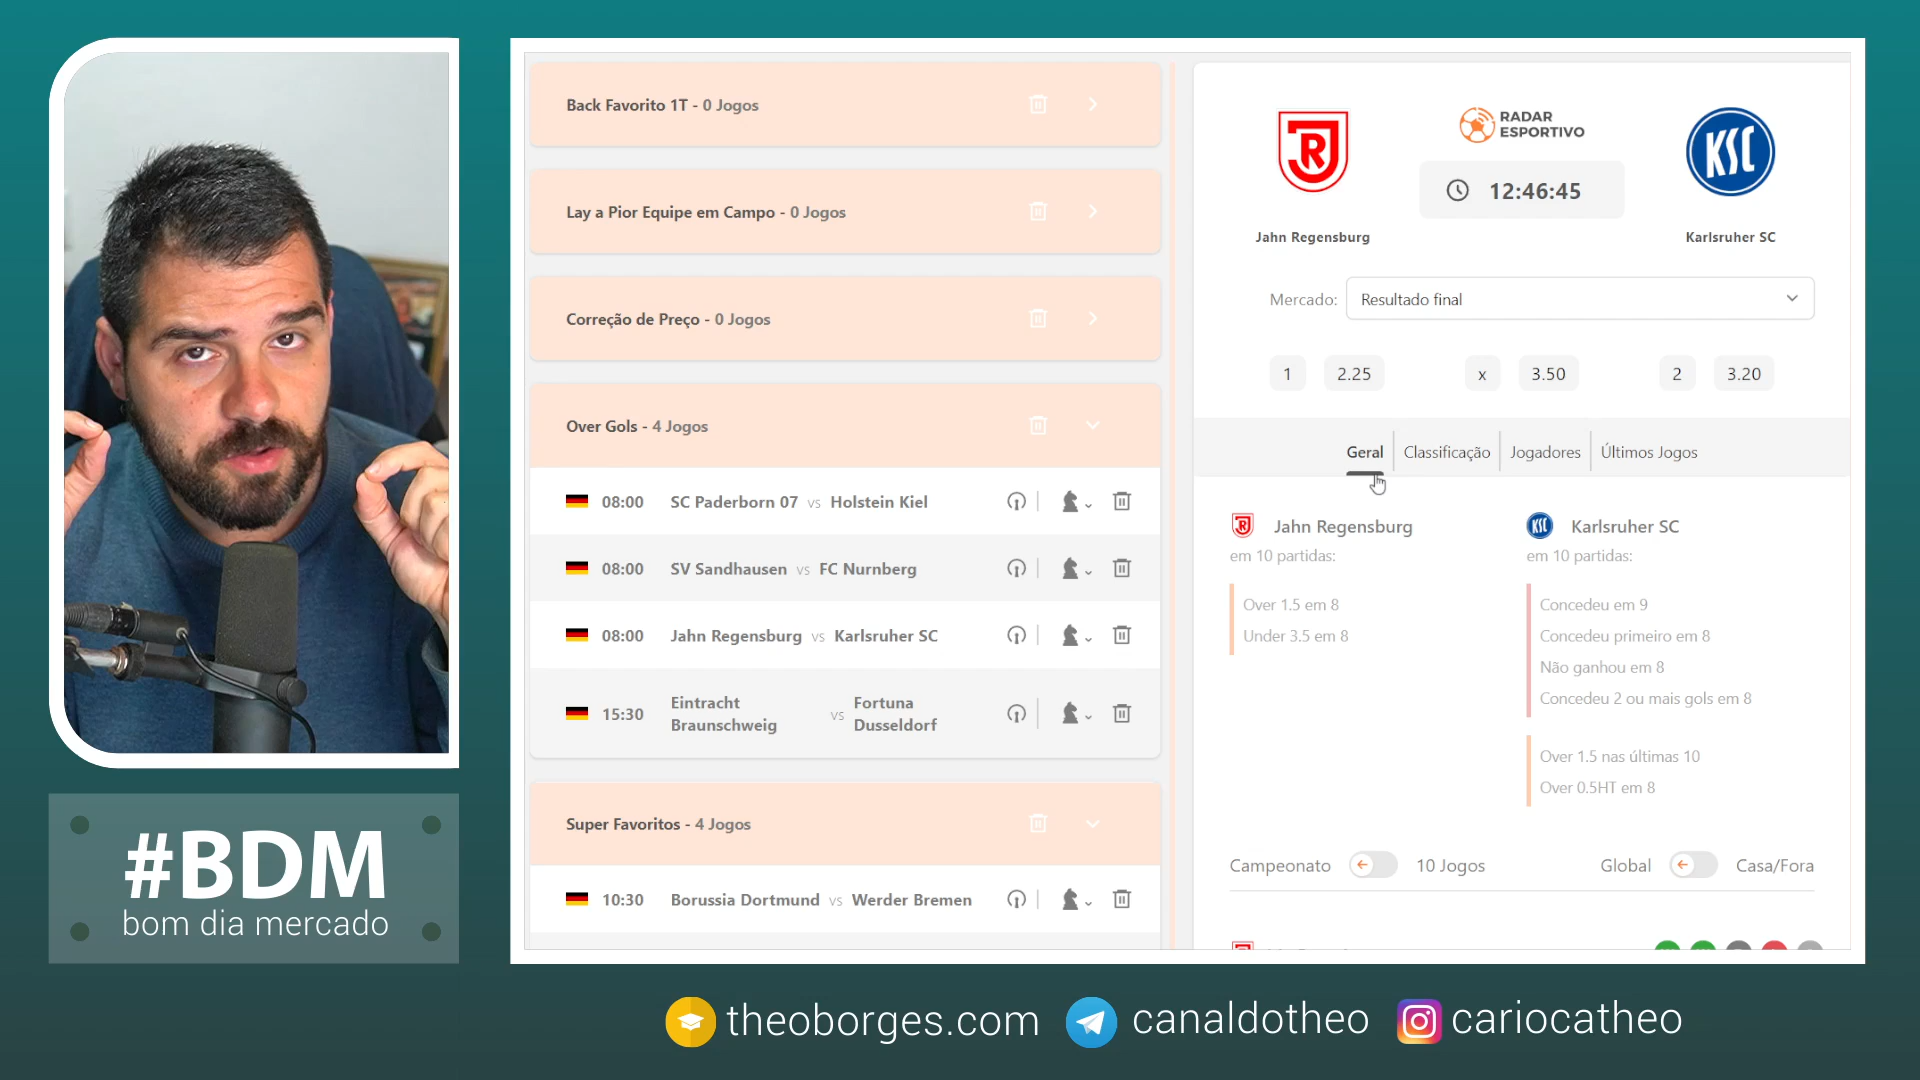 Back Favorito 1T - 0 Jogos
Lay a Pior Equipe em Campo - 0 Jogos
Correção de Preço - 0 Jogos
Over Gols - 4 Jogos
08:00 SC Paderborn 07 vs Holstein Kiel
08:00 SV Sandhausen vs FC Nurnberg
08:00 Jahn Regensburg vs Karlsruher SC
15:30 Eintracht Braunschweig vs Fortuna Dusseldorf
Super Favoritos - 4 Jogos
10:30 Borussia Dortmund vs Werder Bremen
RADAR
ESPORTIVO
JR
KSC
12:46:45
Jahn Regensburg
Karlsruher SC
Mercado: Resultado final
1 2.25 x 3.50 2 3.20
Geral Classificação Jogadores Últimos Jogos
Jahn Regensburg
em 10 partidas:
Over 1.5 em 8
Under 3.5 em 8
KSC Karlsruher SC
em 10 partidas:
Concedeu em 9
Concedeu primeiro em 8
Não ganhou em 8
Concedeu 2 ou mais gols em 8
Over 1.5 nas últimas 10
Over 0.5HT em 8
Campeonato 10 Jogos Global Casa/Fora
#BDM
bom dia mercado
theoborges.com canaldotheo cariocatheo